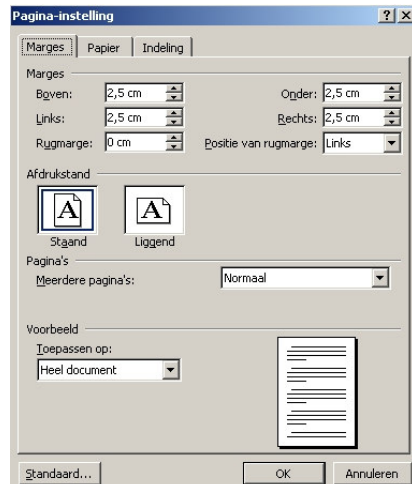 Pagina-instelling
Marges Papier Indeling
Marges
Boven: 2,5 cm Onder: 2,5 cm
Links: 2,5 cm Rechts: 2,5 cm
Rugmarge: 0 cm Positie van rugmarge: Links
Afdrukstand
A A
Staand Liggend
Pagina's
Meerdere pagina's: Normaal
Voorbeeld
Toepassen op:
Heel document
Standaard... OK Annuleren